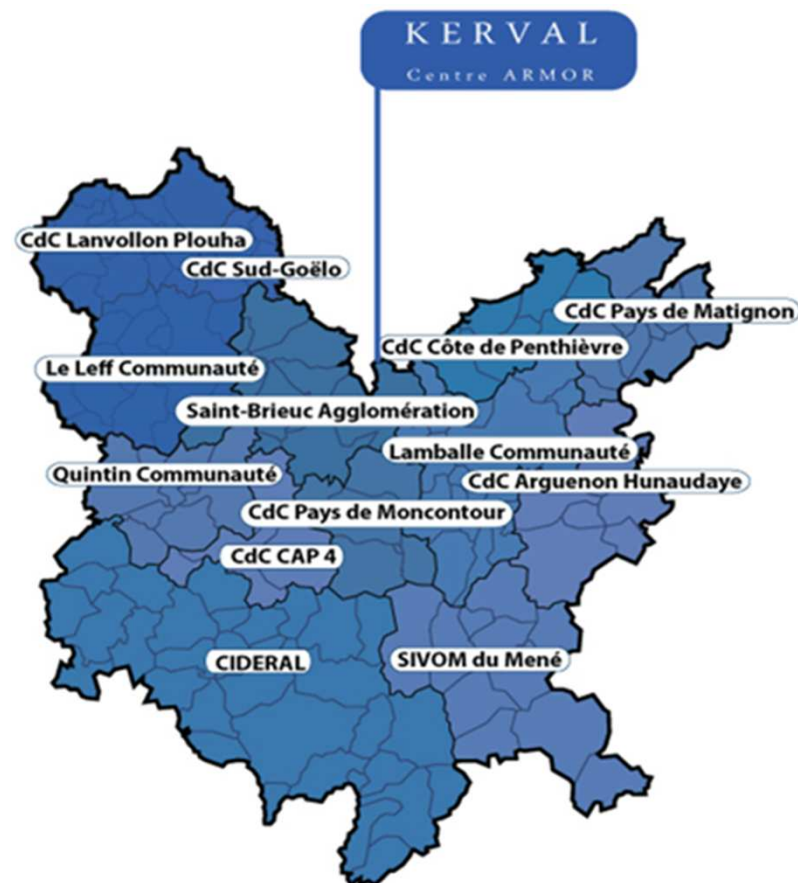 KERVAL
Centre ARMOR
CdC Lanvollon Plouha
CdC Sud-Goëlo
CdC Pays de Matignon
CdC Côte de Penthièvre
Le Leff Communauté
Saint-Brieuc Agglomération
Lamballe Communauté
Quintin Communauté
CdC Arguenon Hunaudaye
CdC Pays de Moncontour
CdC CAP 4
CIDERAL
SIVOM du Mené